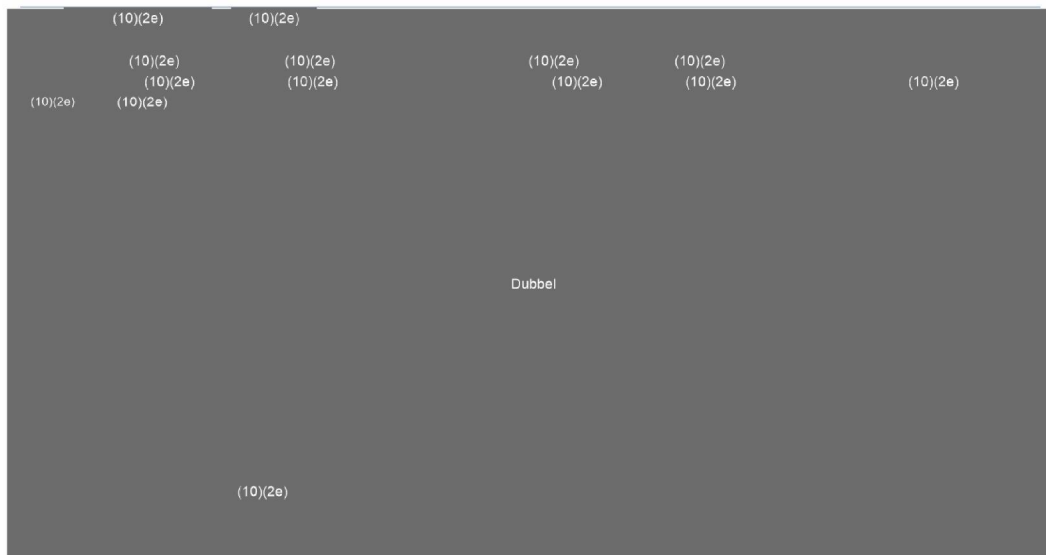 (10)(2e) (10)(2e)
(10)(2e) (10)(2e) (10)(2e) (10)(2e)
(10)(2e) (10)(2e) (10)(2e) (10)(2e) (10)(2e)
(10)(2e) (10)(2e)
Dubbel
(10)(2e)